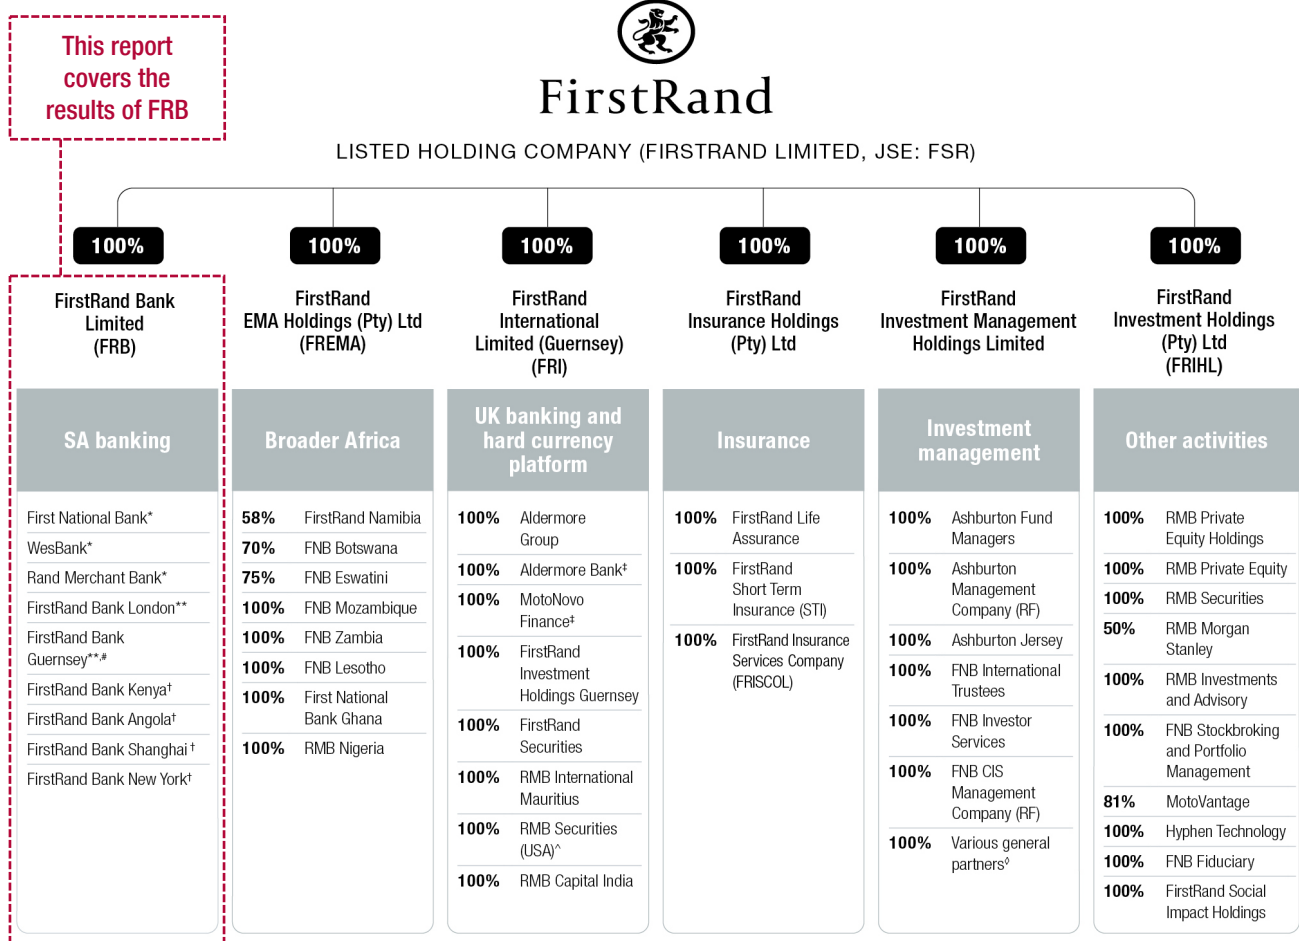 This report
covers the
results of FRB
FirstRand
LISTED HOLDING COMPANY (FIRSTRAND LIMITED, JSE: FSR)
100%
100%
100%
100%
100%
100%
FirstRand Bank
Limited
(FRB)
SA banking
First National Bank*
WesBank*
Rand Merchant Bank*
FirstRand Bank London**
FirstRand Bank
Guernsey**,#
FirstRand Bank Kenya†
FirstRand Bank Angola†
FirstRand Bank Shanghai †
FirstRand Bank New York†
FirstRand
EMA Holdings (Pty) Ltd
(FREMA)
Broader Africa
58% FirstRand Namibia
70% FNB Botswana
75% FNB Eswatini
100% FNB Mozambique
100% FNB Zambia
100% FNB Lesotho
100% First National
Bank Ghana
100% RMB Nigeria
FirstRand
International
Limited (Guernsey)
(FRI)
UK banking and
hard currency
platform
100% Aldermore
Group
100% Aldermore Bank‡
100% MotoNovo
Finance‡
100% FirstRand
Investment
Holdings Guernsey
100% FirstRand
Securities
100% RMB International
Mauritius
100% RMB Securities
(USA)^
100% RMB Capital India
FirstRand
Insurance Holdings
(Pty) Ltd
Insurance
100% FirstRand Life
Assurance
100% FirstRand
Short Term
Insurance (STI)
100% FirstRand Insurance
Services Company
(FRISCOL)
FirstRand
Investment Management
Holdings Limited
Investment
management
100% Ashburton Fund
Managers
100% Ashburton
Management
Company (RF)
100% Ashburton Jersey
100% FNB International
Trustees
100% FNB Investor
Services
100% FNB CIS
Management
Company (RF)
100% Various general
partners◊
FirstRand
Investment Holdings
(Pty) Ltd
(FRIHL)
Other activities
100% RMB Private
Equity Holdings
100% RMB Private Equity
100% RMB Securities
50% RMB Morgan
Stanley
100% RMB Investments
and Advisory
100% FNB Stockbroking
and Portfolio
Management
81% MotoVantage
100% Hyphen Technology
100% FNB Fiduciary
100% FirstRand Social
Impact Holdings